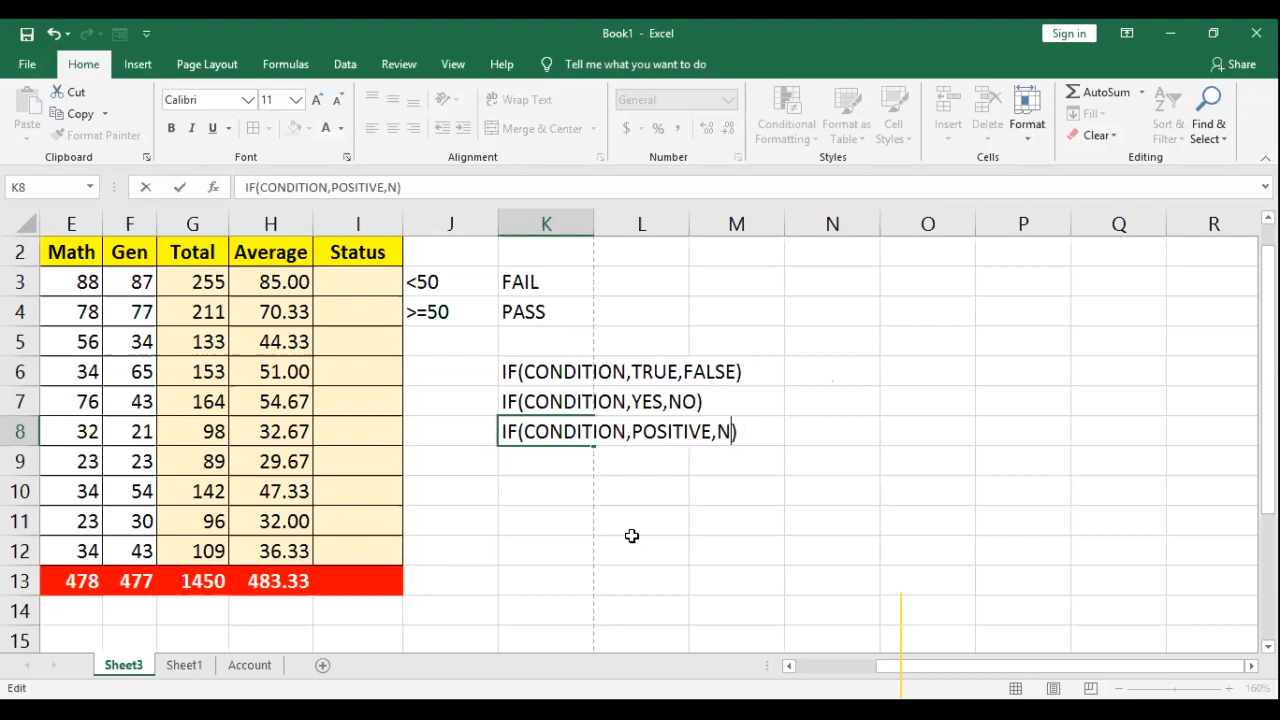 Book1 - Excel
Sign in
File Home Insert Page Layout Formulas Data Review View Help Tell me what you want to do Share
Paste
Cut
Copy
Format Painter
Clipboard
Calibri 11 A A
B I U A
Font
Wrap Text
Merge & Center
Alignment
General
$ % ,
Number
Conditional Formatting
Format as Table
Cell Styles
Styles
Insert Delete Format
Cells
AutoSum
Fill
Clear
Sort & Filter
Find & Select
Editing
K8 fx IF(CONDITION,POSITIVE,N)
E F G H I J K L M N O P Q R
2 Math Gen Total Average Status
3 88 87 255 85.00 <50 FAIL
4 78 77 211 70.33 >=50 PASS
5 56 34 133 44.33
6 34 65 153 51.00 IF(CONDITION,TRUE,FALSE)
7 76 43 164 54.67 IF(CONDITION,YES,NO)
8 32 21 98 32.67 IF(CONDITION,POSITIVE,N)
9 23 23 89 29.67
10 34 54 142 47.33
11 23 30 96 32.00
12 34 43 109 36.33
13 478 477 1450 483.33
14
15
Sheet3 Sheet1 Account
Edit
160%